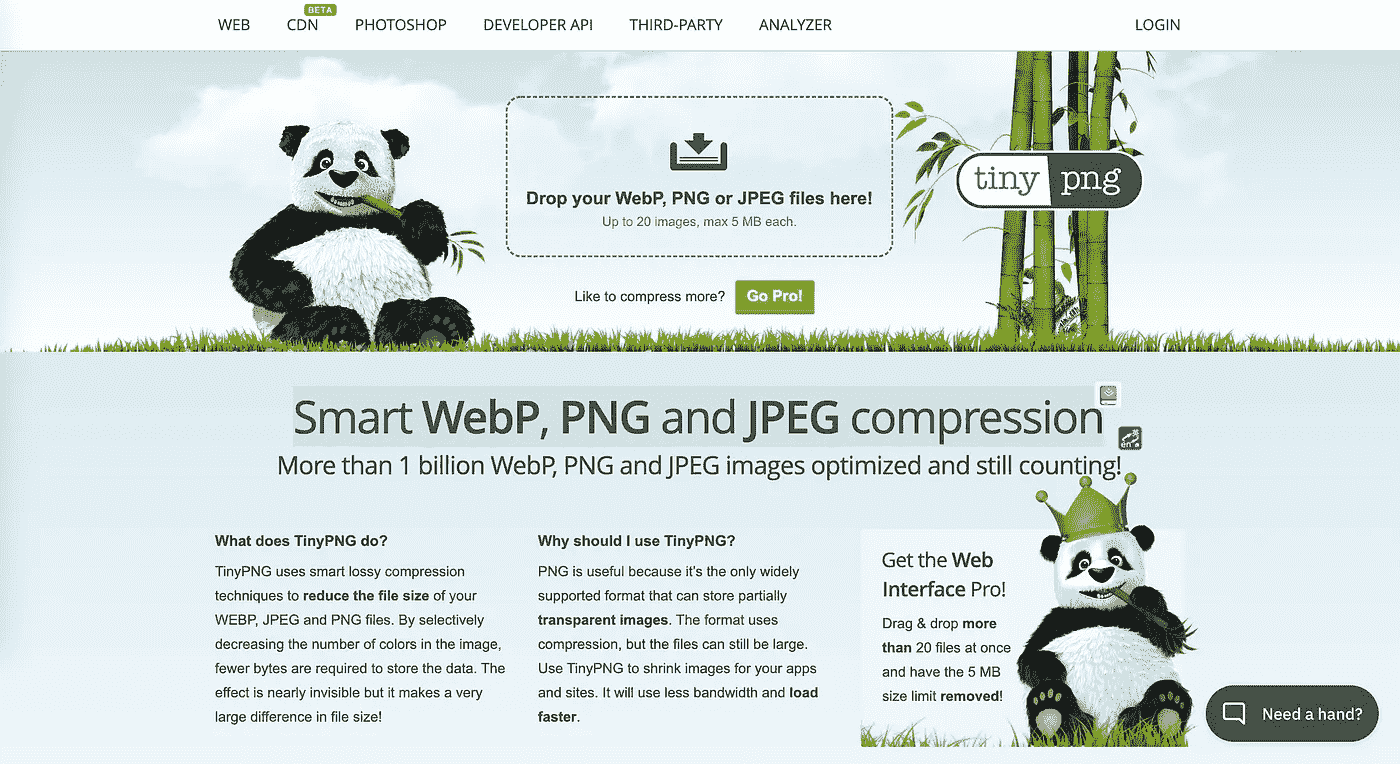 WEB CDN BETA PHOTOSHOP DEVELOPER API THIRD-PARTY ANALYZER LOGIN
Drop your WebP, PNG or JPEG files here!
Up to 20 images, max 5 MB each.
tiny png
Like to compress more? Go Pro!
Smart WebP, PNG and JPEG compression
en
More than 1 billion WebP, PNG and JPEG images optimized and still counting!
What does TinyPNG do?
TinyPNG uses smart lossy compression
techniques to reduce the file size of your
WEBP, JPEG and PNG files. By selectively
decreasing the number of colors in the image,
fewer bytes are required to store the data. The
effect is nearly invisible but it makes a very
large difference in file size!
Why should I use TinyPNG?
PNG is useful because it's the only widely
supported format that can store partially
transparent images. The format uses
compression, but the files can still be large.
Use TinyPNG to shrink images for your apps
and sites. It will use less bandwidth and load
faster.
Get the Web
Interface Pro!
Drag & drop more
than 20 files at once
and have the 5 MB
size limit removed!
Need a hand?